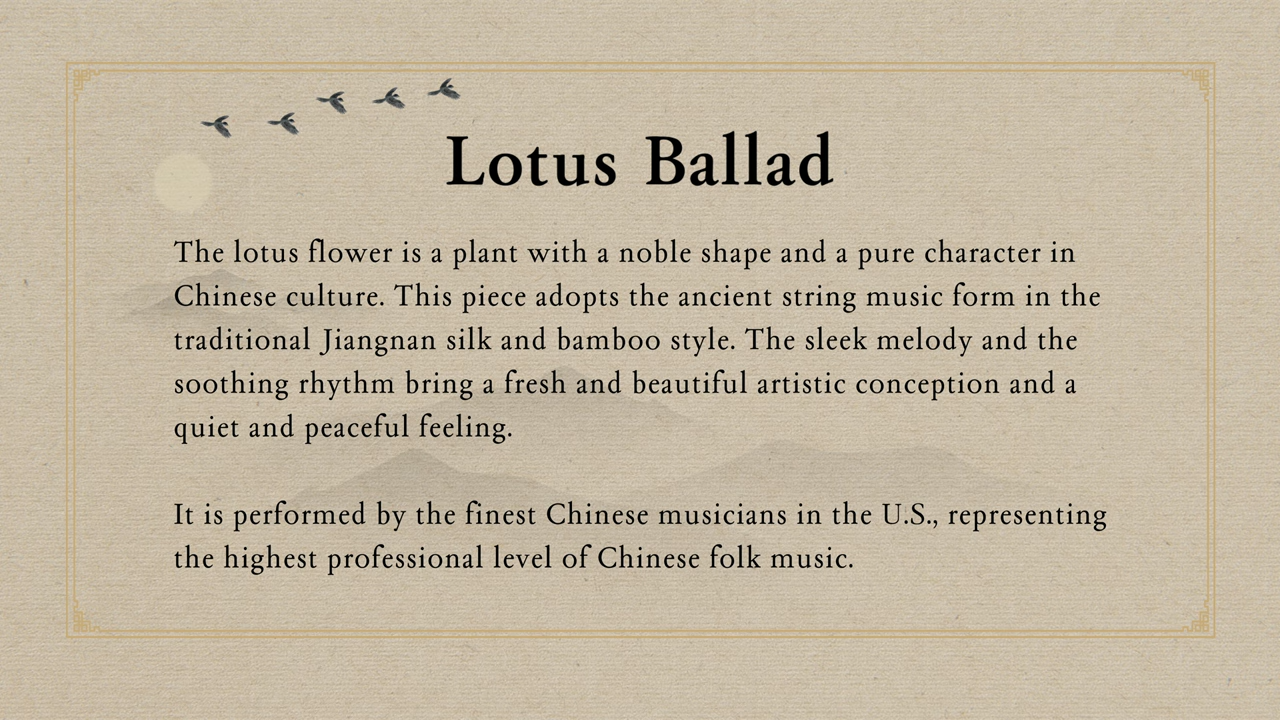 Lotus Ballad
The lotus flower is a plant with a noble shape and a pure character in
Chinese culture. This piece adopts the ancient string music form in the
traditional Jiangnan silk and bamboo style. The sleek melody and the
soothing rhythm bring a fresh and beautiful artistic conception and a
quiet and peaceful feeling.
It is performed by the finest Chinese musicians in the U.S., representing
the highest professional level of Chinese folk music.